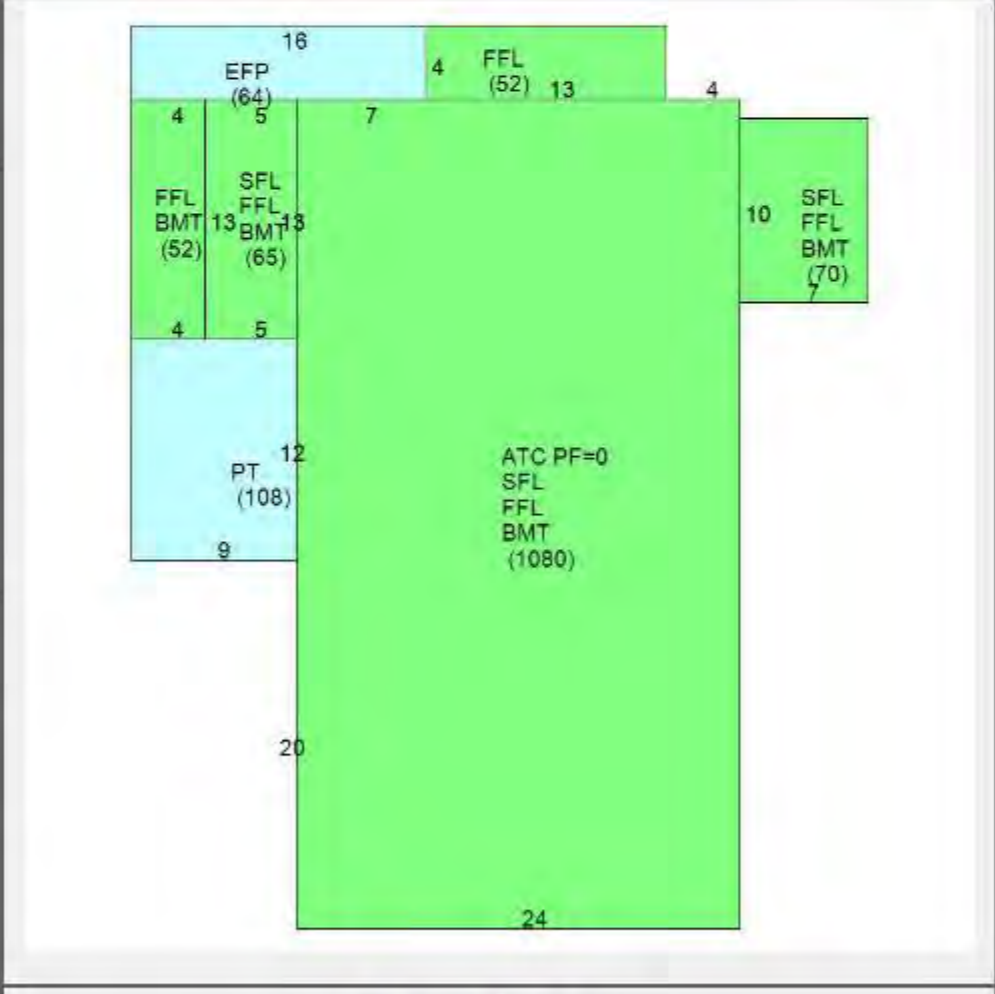 16
EFP
(64)
4
FFL
(52)
13
4
4
5
7
FFL
BMT
(52)
13
SFL
FFL
BMT
(65)
13
10
SFL
FFL
BMT
(70)
7
4
5
12
PT
(108)
9
ATC PF=0
SFL
FFL
BMT
(1080)
20
24